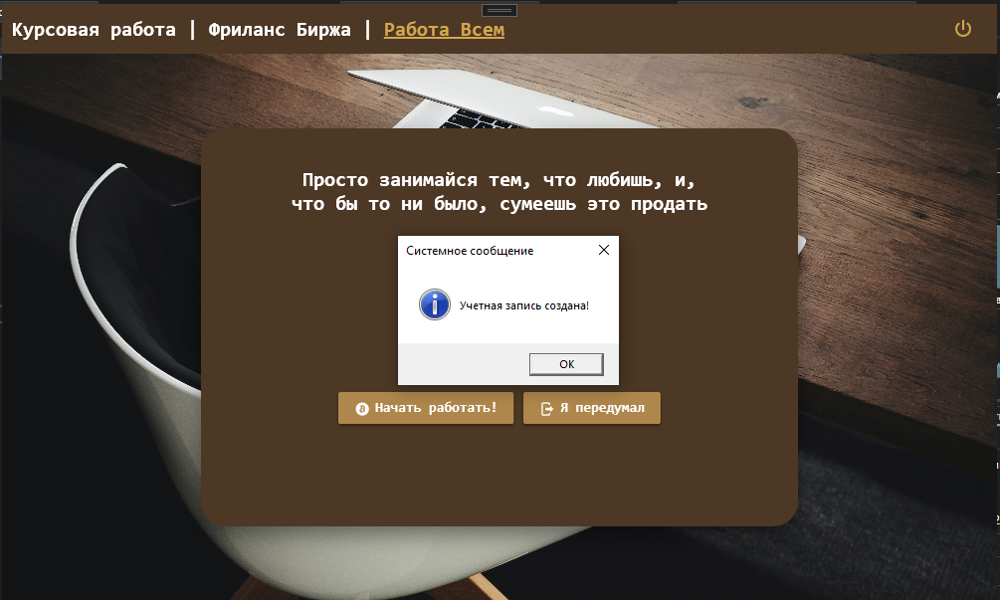 Курсовая работа | Фриланс Биржа | Работа Всем
Просто занимайся тем, что любишь, и,
что бы то ни было, сумеешь это продать
Системное сообщение
Учетная запись создана!
OK
Начать работать!
Я передумал